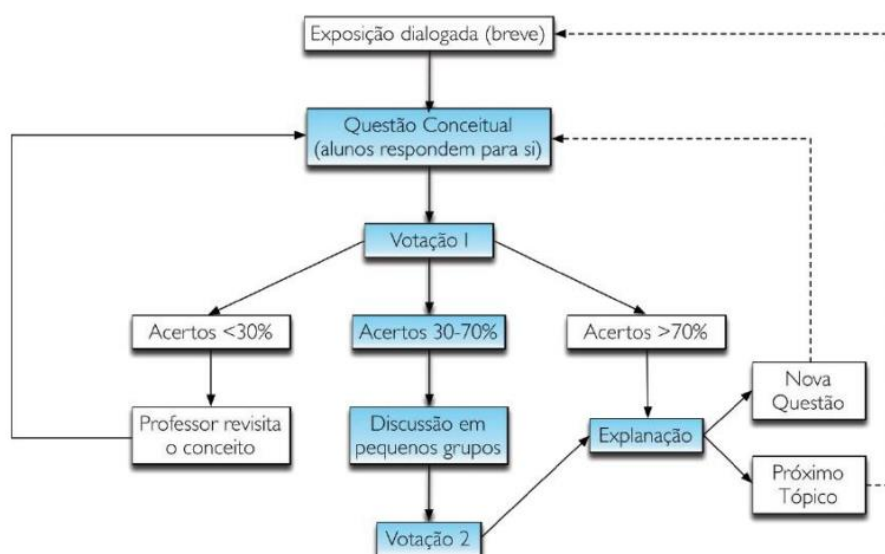 Exposição dialogada (breve)
Questão Conceitual
(alunos respondem para si)
Votação I
Acertos <30%
Acertos 30-70%
Acertos >70%
Professor revisita
o conceito
Discussão em
pequenos grupos
Explanação
Nova
Questão
Próximo
Tópico
Votação 2